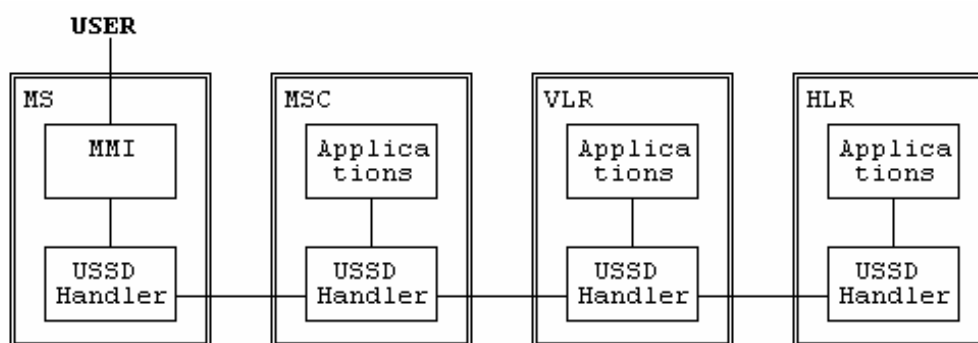 USER
MS
MSC
VLR
HLR
MMI
Applica
tions
Applica
tions
Applica
tions
USSD
Handler
USSD
Handler
USSD
Handler
USSD
Handler